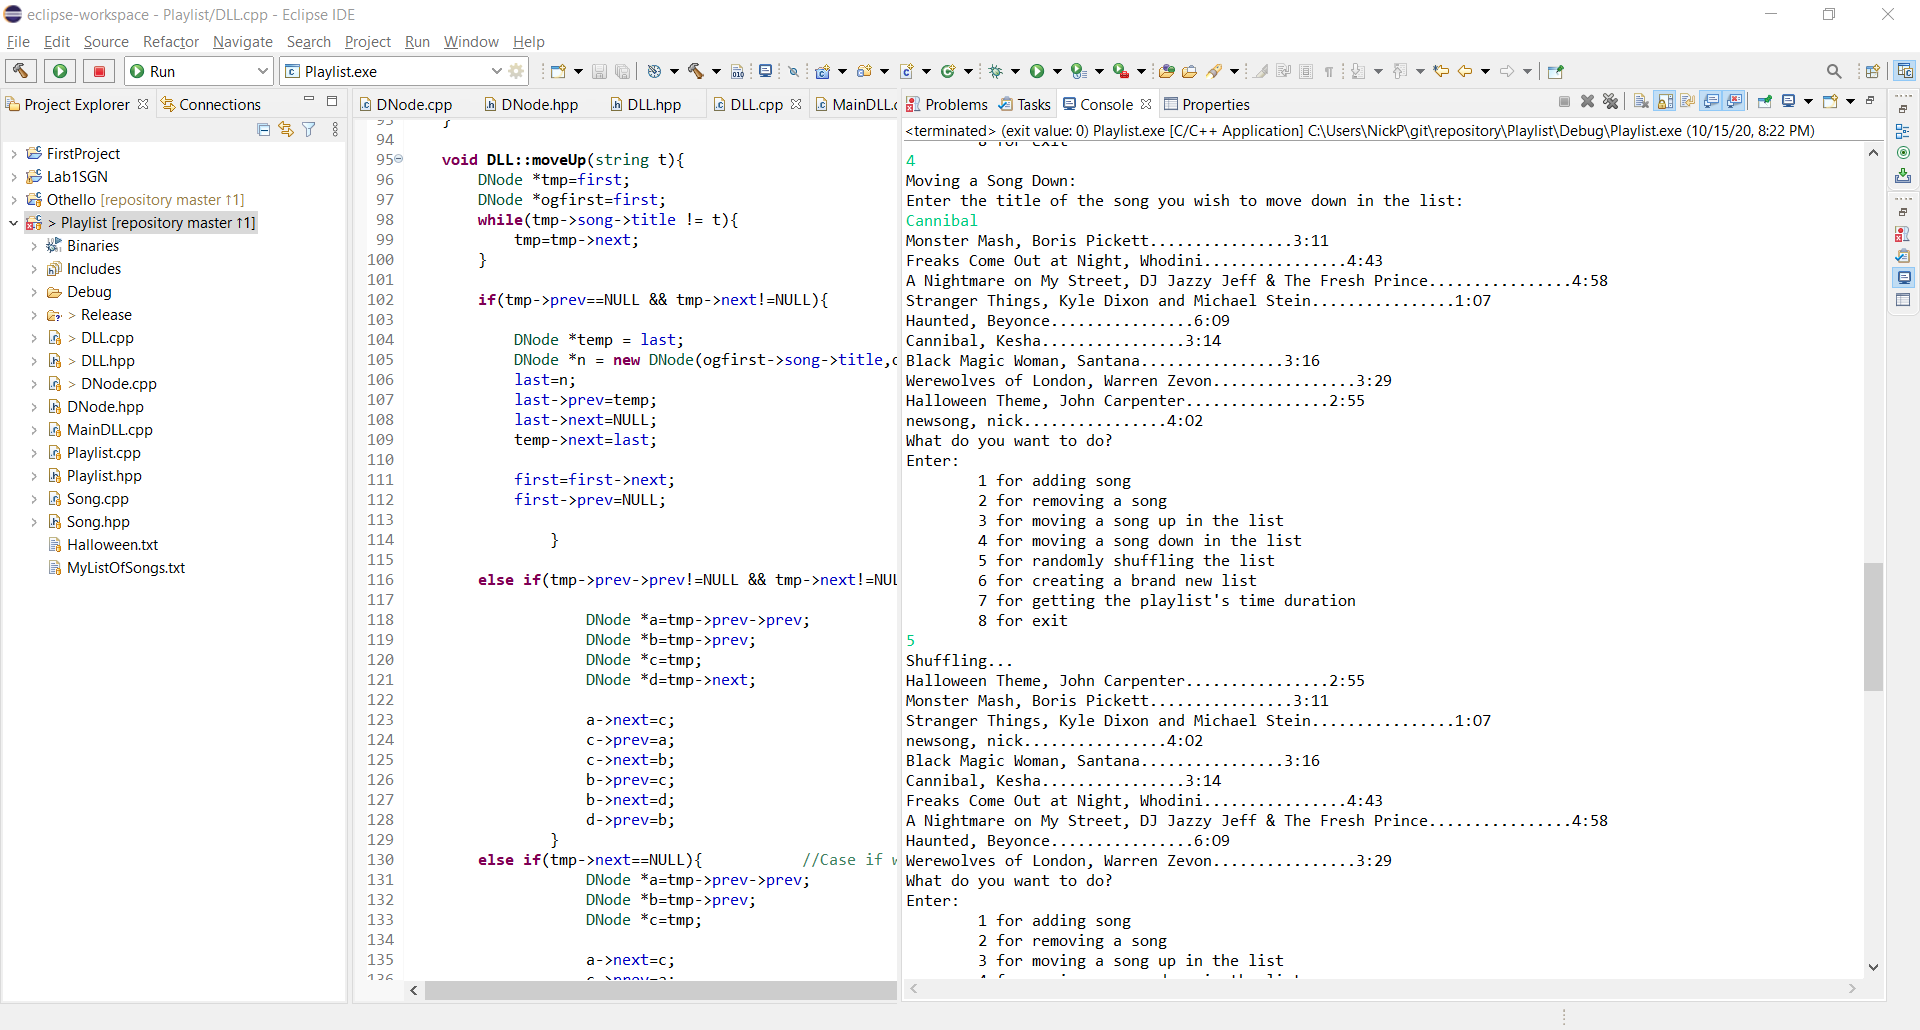 eclipse-workspace - Playlist/DLL.cpp - Eclipse IDE
File Edit Source Refactor Navigate Search Project Run Window Help
Run Playlist.exe
Project Explorer Connections
> FirstProject
> Lab1SGN
> Othello [repository master ↑1]
> Playlist [repository master ↑1]
> Binaries
> Includes
> Debug
> > Release
> > DLL.cpp
> > DLL.hpp
> > DNode.cpp
> DNode.hpp
> MainDLL.cpp
> Playlist.cpp
> Playlist.hpp
> Song.cpp
> Song.hpp
Halloween.txt
MyListOfSongs.txt
DNode.cpp DNode.hpp DLL.hpp DLL.cpp MainDLL.c
93 }
94
95 void DLL::moveUp(string t){
96 DNode *tmp=first;
97 DNode *ogfirst=first;
98 while(tmp->song->title != t){
99 tmp=tmp->next;
100 }
101
102 if(tmp->prev==NULL && tmp->next!=NULL){
103
104 DNode *temp = last;
105 DNode *n = new DNode(ogfirst->song->title,
106 last=n;
107 last->prev=temp;
108 last->next=NULL;
109 temp->next=last;
110
111 first=first->next;
112 first->prev=NULL;
113
114 }
115
116 else if(tmp->prev->prev!=NULL && tmp->next!=NUL
117
118 DNode *a=tmp->prev->prev;
119 DNode *b=tmp->prev;
120 DNode *c=tmp;
121 DNode *d=tmp->next;
122
123 a->next=c;
124 c->prev=a;
125 c->next=b;
126 b->prev=c;
127 b->next=d;
128 d->prev=b;
129 }
130 else if(tmp->next==NULL){ //Case if
131 DNode *a=tmp->prev->prev;
132 DNode *b=tmp->prev;
133 DNode *c=tmp;
134
135 a->next=c;
136 c->prev=a;
Problems Tasks Console Properties
<terminated> (exit value: 0) Playlist.exe [C/C++ Application] C:\Users\NickP\git\repository\Playlist\Debug\Playlist.exe (10/15/20, 8:22 PM)
8 for exit
4
Moving a Song Down:
Enter the title of the song you wish to move down in the list:
Cannibal
Monster Mash, Boris Pickett................3:11
Freaks Come Out at Night, Whodini................4:43
A Nightmare on My Street, DJ Jazzy Jeff & The Fresh Prince................4:58
Stranger Things, Kyle Dixon and Michael Stein................1:07
Haunted, Beyonce................6:09
Cannibal, Kesha................3:14
Black Magic Woman, Santana................3:16
Werewolves of London, Warren Zevon................3:29
Halloween Theme, John Carpenter................2:55
newsong, nick................4:02
What do you want to do?
Enter:
1 for adding song
2 for removing a song
3 for moving a song up in the list
4 for moving a song down in the list
5 for randomly shuffling the list
6 for creating a brand new list
7 for getting the playlist's time duration
8 for exit
5
Shuffling...
Halloween Theme, John Carpenter................2:55
Monster Mash, Boris Pickett................3:11
Stranger Things, Kyle Dixon and Michael Stein................1:07
newsong, nick................4:02
Black Magic Woman, Santana................3:16
Cannibal, Kesha................3:14
Freaks Come Out at Night, Whodini................4:43
A Nightmare on My Street, DJ Jazzy Jeff & The Fresh Prince................4:58
Haunted, Beyonce................6:09
Werewolves of London, Warren Zevon................3:29
What do you want to do?
Enter:
1 for adding song
2 for removing a song
3 for moving a song up in the list